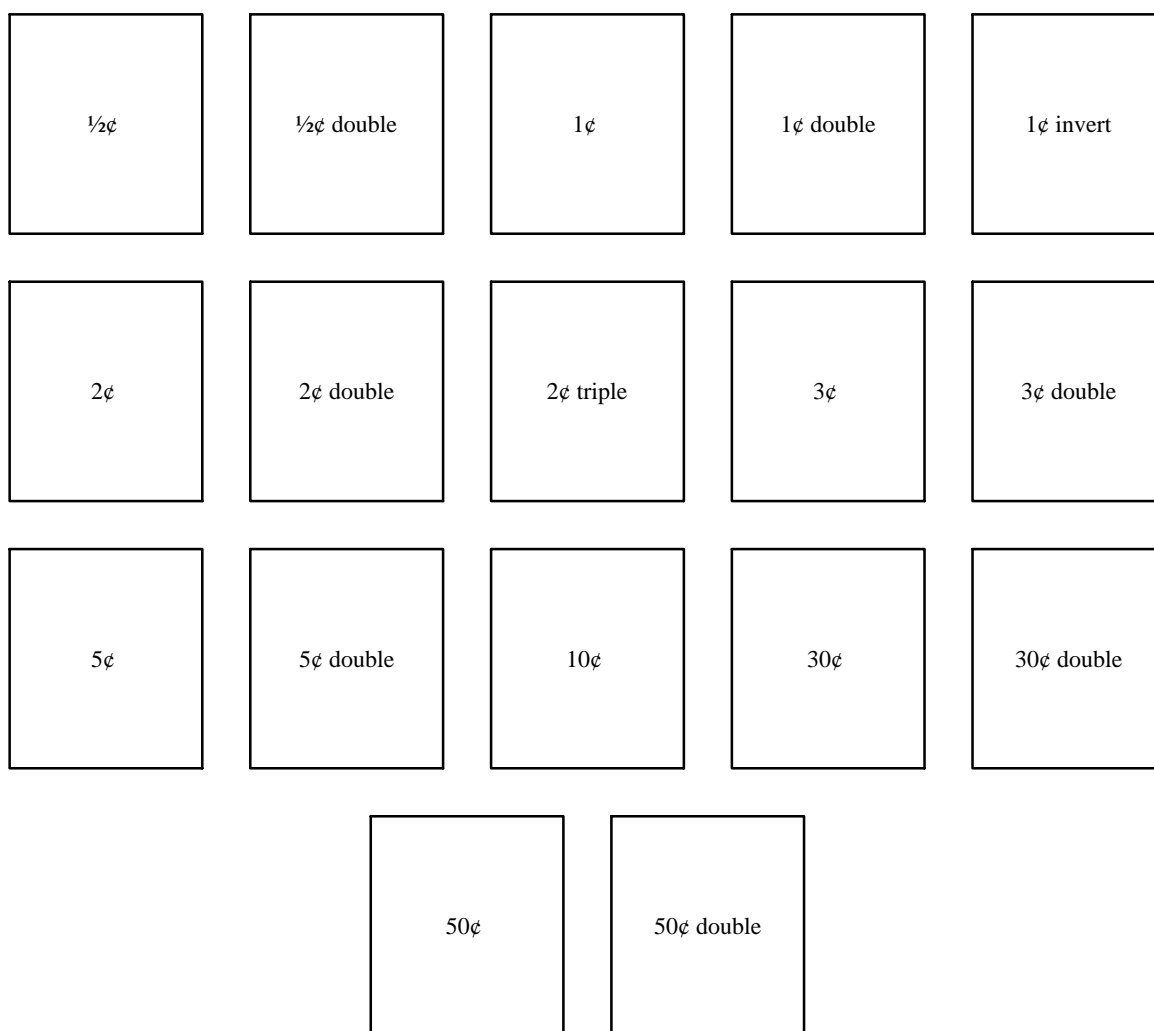 ½¢
½¢ double
1¢
1¢ double
1¢ invert
2¢
2¢ double
2¢ triple
3¢
3¢ double
5¢
5¢ double
10¢
30¢
30¢ double
50¢
50¢ double